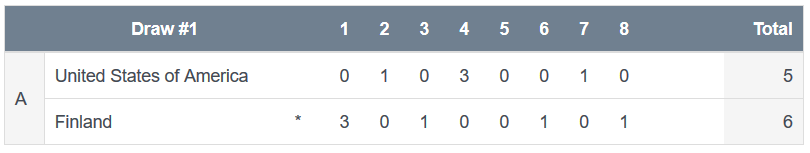 Draw #1 1 2 3 4 5 6 7 8 Total
A
United States of America 0 1 0 3 0 0 1 0 5
Finland * 3 0 1 0 0 1 0 1 6